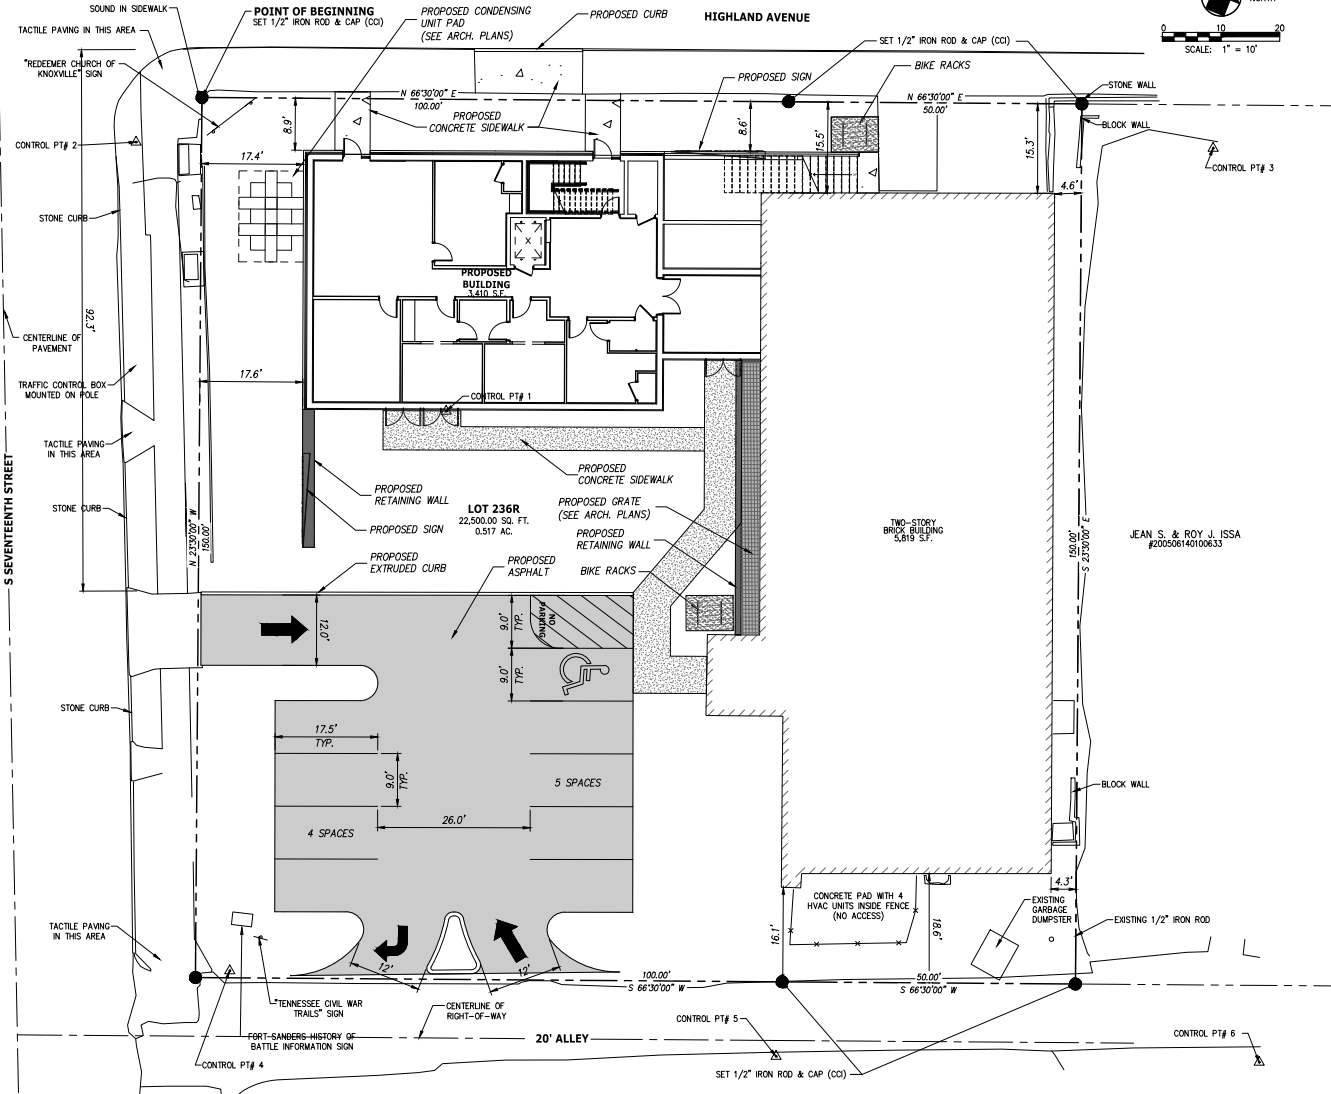 SOUND IN SIDEWALK
POINT OF BEGINNING
SET 1/2" IRON ROD & CAP (CCI)
PROPOSED CONDENSING
UNIT PAD
(SEE ARCH. PLANS)
PROPOSED CURB
HIGHLAND AVENUE
NORTH
0 10 20
SCALE: 1" = 10'
TACTILE PAVING IN THIS AREA
SET 1/2" IRON ROD & CAP (CCI)
BIKE RACKS
"REDEEMER CHURCH OF
KNOXVILLE" SIGN
PROPOSED SIGN
STONE WALL
N 66°30'00" E
100.00'
N 66°30'00" E
50.00'
PROPOSED
CONCRETE SIDEWALK
BLOCK WALL
8.9'
8.6'
15.5'
15.3'
CONTROL PT# 2
CONTROL PT# 3
17.4'
4.6'
STONE CURB
X
PROPOSED
BUILDING
3,410 S.F.
92.3'
CENTERLINE OF
PAVEMENT
17.6'
TRAFFIC CONTROL BOX
MOUNTED ON POLE
CONTROL PT# 1
TACTILE PAVING
IN THIS AREA
S SEVENTEENTH STREET
PROPOSED
CONCRETE SIDEWALK
PROPOSED
RETAINING WALL
STONE CURB
LOT 236R
22,500.00 SQ. FT.
0.517 AC.
PROPOSED GRATE
(SEE ARCH. PLANS)
PROPOSED SIGN
PROPOSED
RETAINING WALL
TWO-STORY
BRICK BUILDING
5,819 S.F.
JEAN S. & ROY J. ISSA
#200506140100633
N 23°30'00" W
150.00'
150.00'
S 23°30'00" E
PROPOSED
EXTRUDED CURB
PROPOSED
ASPHALT
BIKE RACKS
12.0'
9.0'
TYP.
NO
PARKING
9.0'
TYP.
STONE CURB
17.5'
TYP.
9.0'
TYP.
5 SPACES
26.0'
4 SPACES
BLOCK WALL
4.3'
CONCRETE PAD WITH 4
HVAC UNITS INSIDE FENCE
(NO ACCESS)
EXISTING
GARBAGE
DUMPSTER
EXISTING 1/2" IRON ROD
TACTILE PAVING
IN THIS AREA
16.1'
18.6'
12'
12'
100.00'
S 66°30'00" W
50.00'
S 66°30'00" W
"TENNESSEE CIVIL WAR
TRAILS" SIGN
CENTERLINE OF
RIGHT-OF-WAY
FORT SANDERS HISTORY OF
BATTLE INFORMATION SIGN
20' ALLEY
CONTROL PT# 5
CONTROL PT# 6
CONTROL PT# 4
SET 1/2" IRON ROD & CAP (CCI)